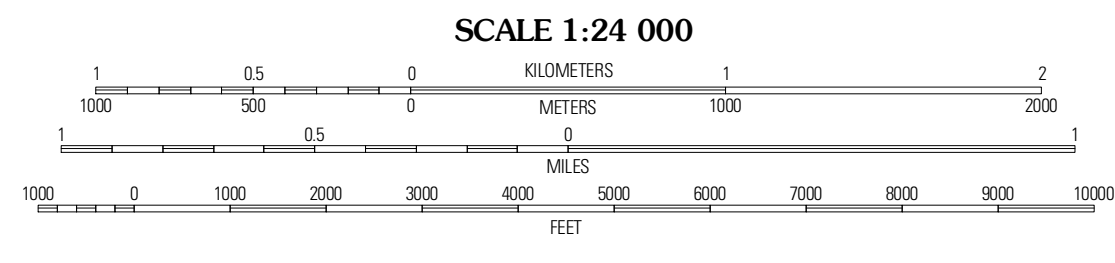 SCALE 1:24 000
1 0.5 0 KILOMETERS 1 2
1000 500 0 METERS 1000 2000
1 0.5 0 1
MILES
1000 0 1000 2000 3000 4000 5000 6000 7000 8000 9000 10000
FEET